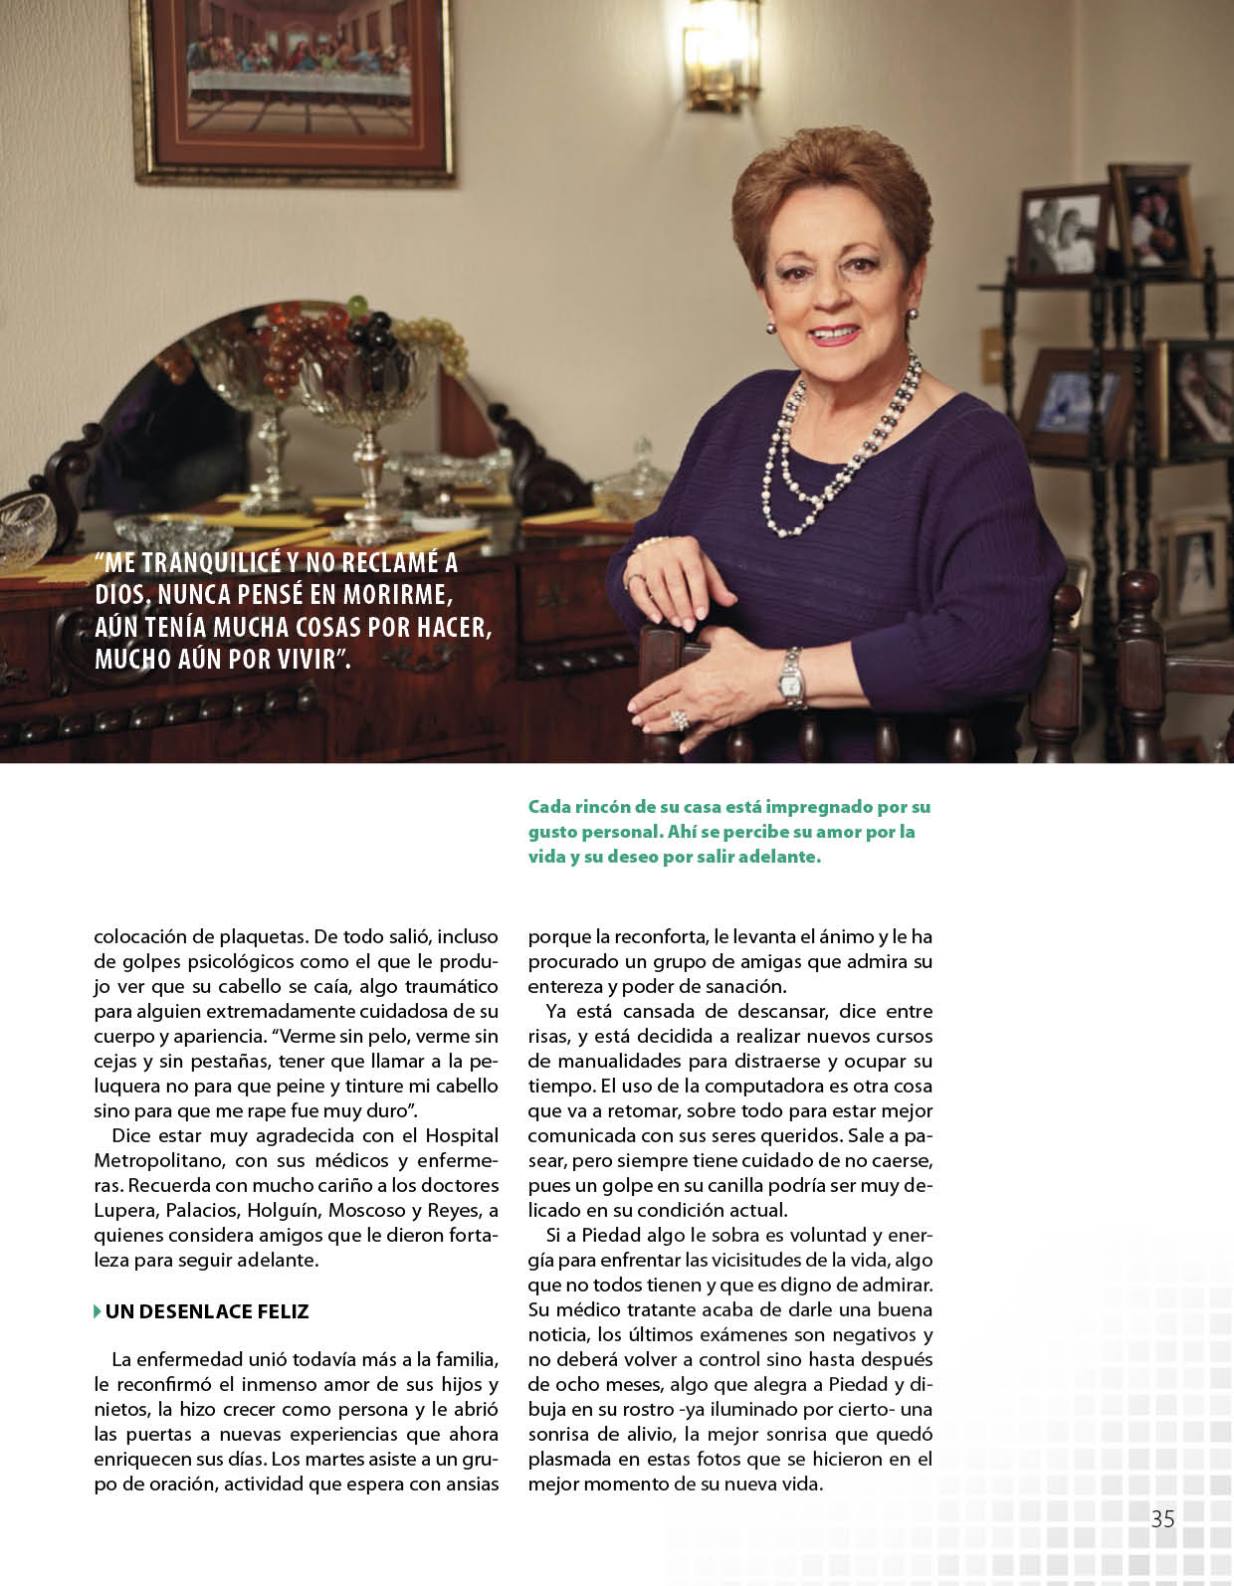 “ME TRANQUILICÉ Y NO RECLAMÉ A
DIOS. NUNCA PENSÉ EN MORIRME,
AÚN TENÍA MUCHA COSAS POR HACER,
MUCHO AÚN POR VIVIR”.
Cada rincón de su casa está impregnado por su
gusto personal. Ahí se percibe su amor por la
vida y su deseo por salir adelante.
colocación de plaquetas. De todo salió, incluso
de golpes psicológicos como el que le produ-
jo ver que su cabello se caía, algo traumático
para alguien extremadamente cuidadosa de su
cuerpo y apariencia. “Verme sin pelo, verme sin
cejas y sin pestañas, tener que llamar a la pe-
luquera no para que peine y tinture mi cabello
sino para que me rape fue muy duro”.
Dice estar muy agradecida con el Hospital
Metropolitano, con sus médicos y enferme-
ras. Recuerda con mucho cariño a los doctores
Lupera, Palacios, Holguín, Moscoso y Reyes, a
quienes considera amigos que le dieron forta-
leza para seguir adelante.
UN DESENLACE FELIZ
La enfermedad unió todavía más a la familia,
le reconfirmó el inmenso amor de sus hijos y
nietos, la hizo crecer como persona y le abrió
las puertas a nuevas experiencias que ahora
enriquecen sus días. Los martes asiste a un gru-
po de oración, actividad que espera con ansias
porque la reconforta, le levanta el ánimo y le ha
procurado un grupo de amigas que admira su
entereza y poder de sanación.
Ya está cansada de descansar, dice entre
risas, y está decidida a realizar nuevos cursos
de manualidades para distraerse y ocupar su
tiempo. El uso de la computadora es otra cosa
que va a retomar, sobre todo para estar mejor
comunicada con sus seres queridos. Sale a pa-
sear, pero siempre tiene cuidado de no caerse,
pues un golpe en su canilla podría ser muy de-
licado en su condición actual.
Si a Piedad algo le sobra es voluntad y ener-
gía para enfrentar las vicisitudes de la vida, algo
que no todos tienen y que es digno de admirar.
Su médico tratante acaba de darle una buena
noticia, los últimos exámenes son negativos y
no deberá volver a control sino hasta después
de ocho meses, algo que alegra a Piedad y di-
buja en su rostro -ya iluminado por cierto- una
sonrisa de alivio, la mejor sonrisa que quedó
plasmada en estas fotos que se hicieron en el
mejor momento de su nueva vida.
35